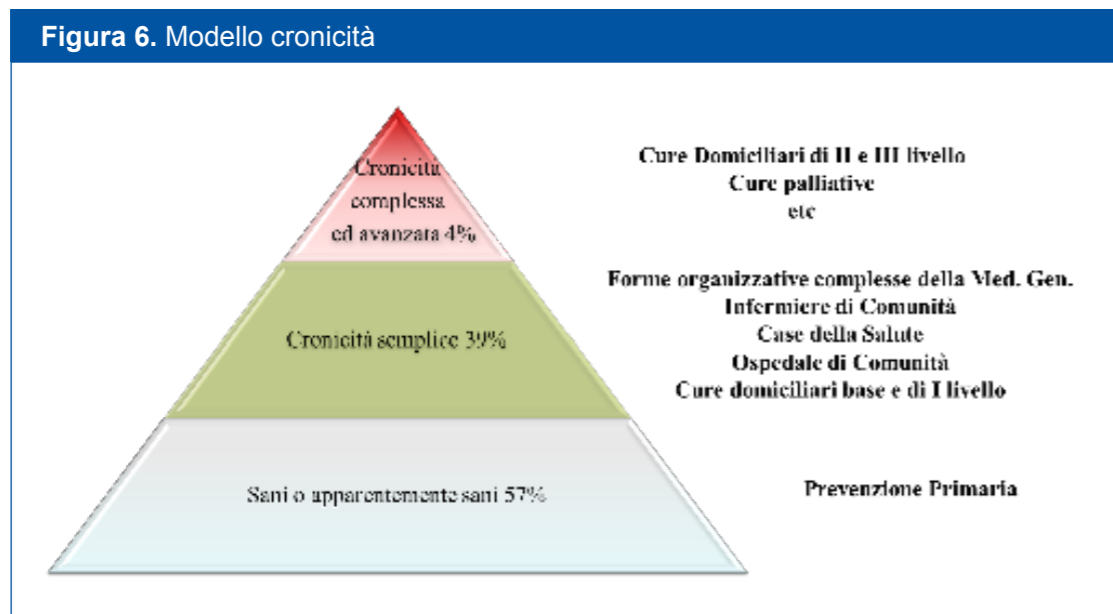 Figura 6. Modello cronicità
Cronicità
complessa
ed avanzata 4%
Cure Domiciliari di II e III livello
Cure palliative
etc
Cronicità semplice 39%
Forme organizzative complesse della Med. Gen.
Infermiere di Comunità
Case della Salute
Ospedale di Comunità
Cure domiciliari base e di I livello
Sani o apparentemente sani 57%
Prevenzione Primaria